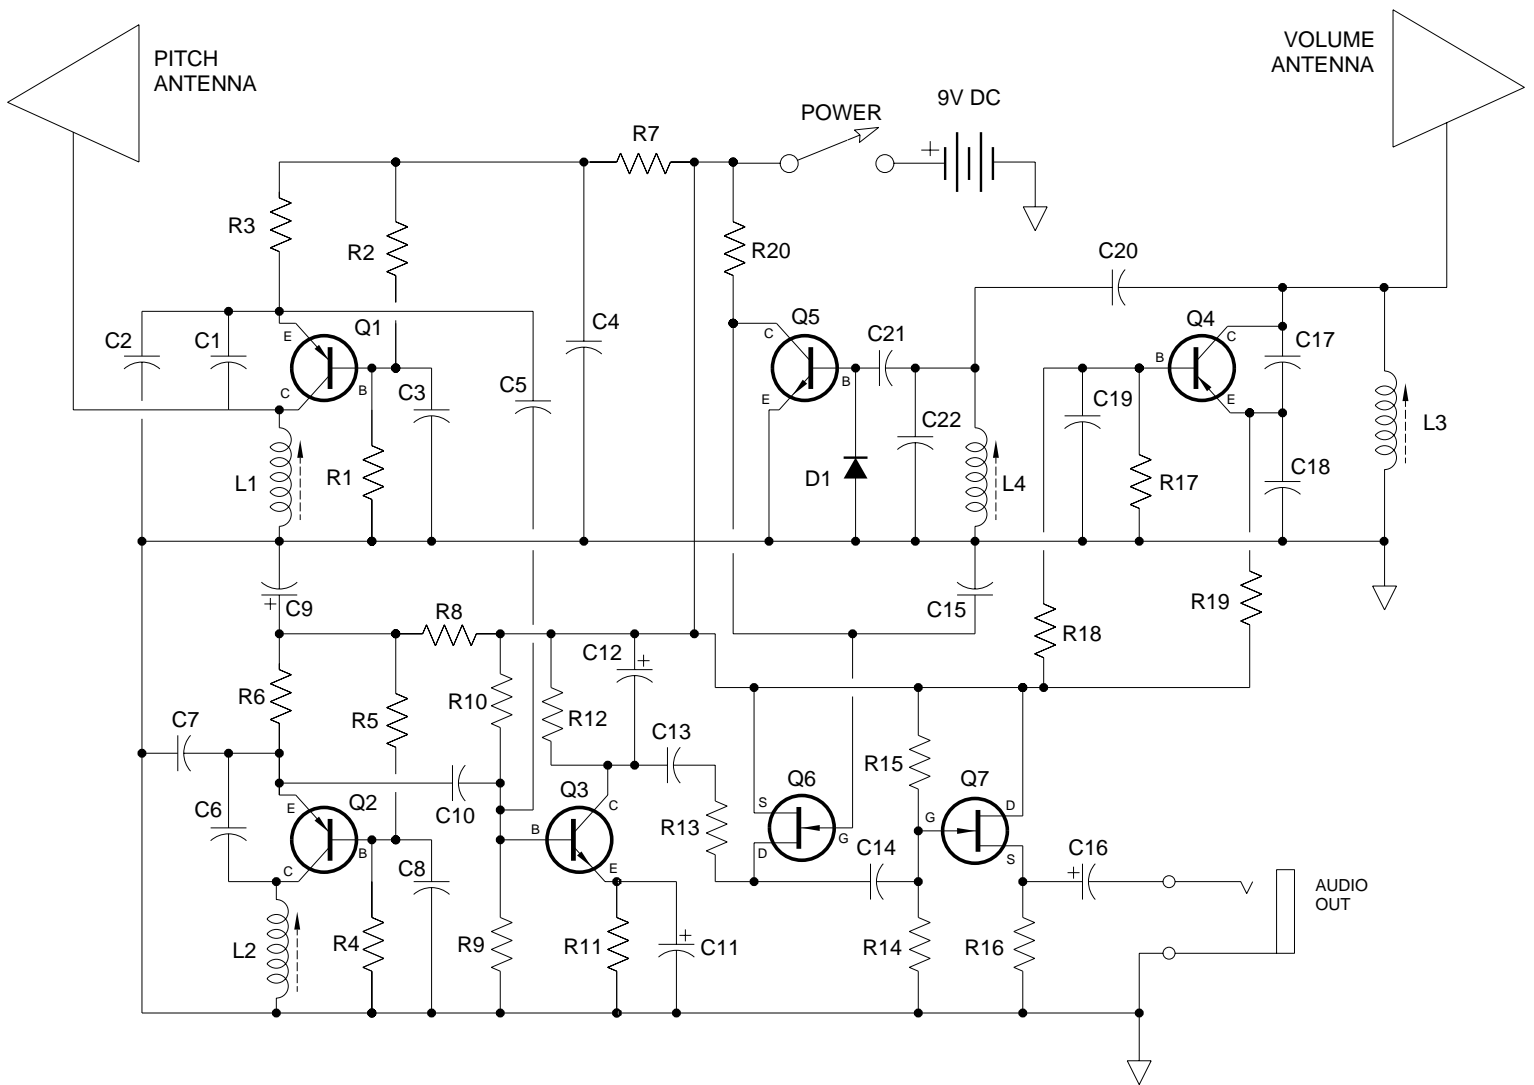 PITCH
ANTENNA
VOLUME
ANTENNA
9V DC
POWER
+
R7
R3
R2
R20
C20
C2
C1
E
Q1
C4
Q5
C
C21
Q4
C
C17
B
C
B
C3
C5
E
B
C19
E
C22
L3
L1
R1
D1
L4
R17
C18
+
C9
R8
C15
R19
R18
C12
+
R6
R5
R10
R12
C7
C13
R15
Q6
Q7
C6
E
Q2
C10
Q3
C
S
D
B
R13
G
G
B
C
C8
E
D
C14
S
C16
+
AUDIO
OUT
L2
R4
R9
R11
+
C11
R14
R16